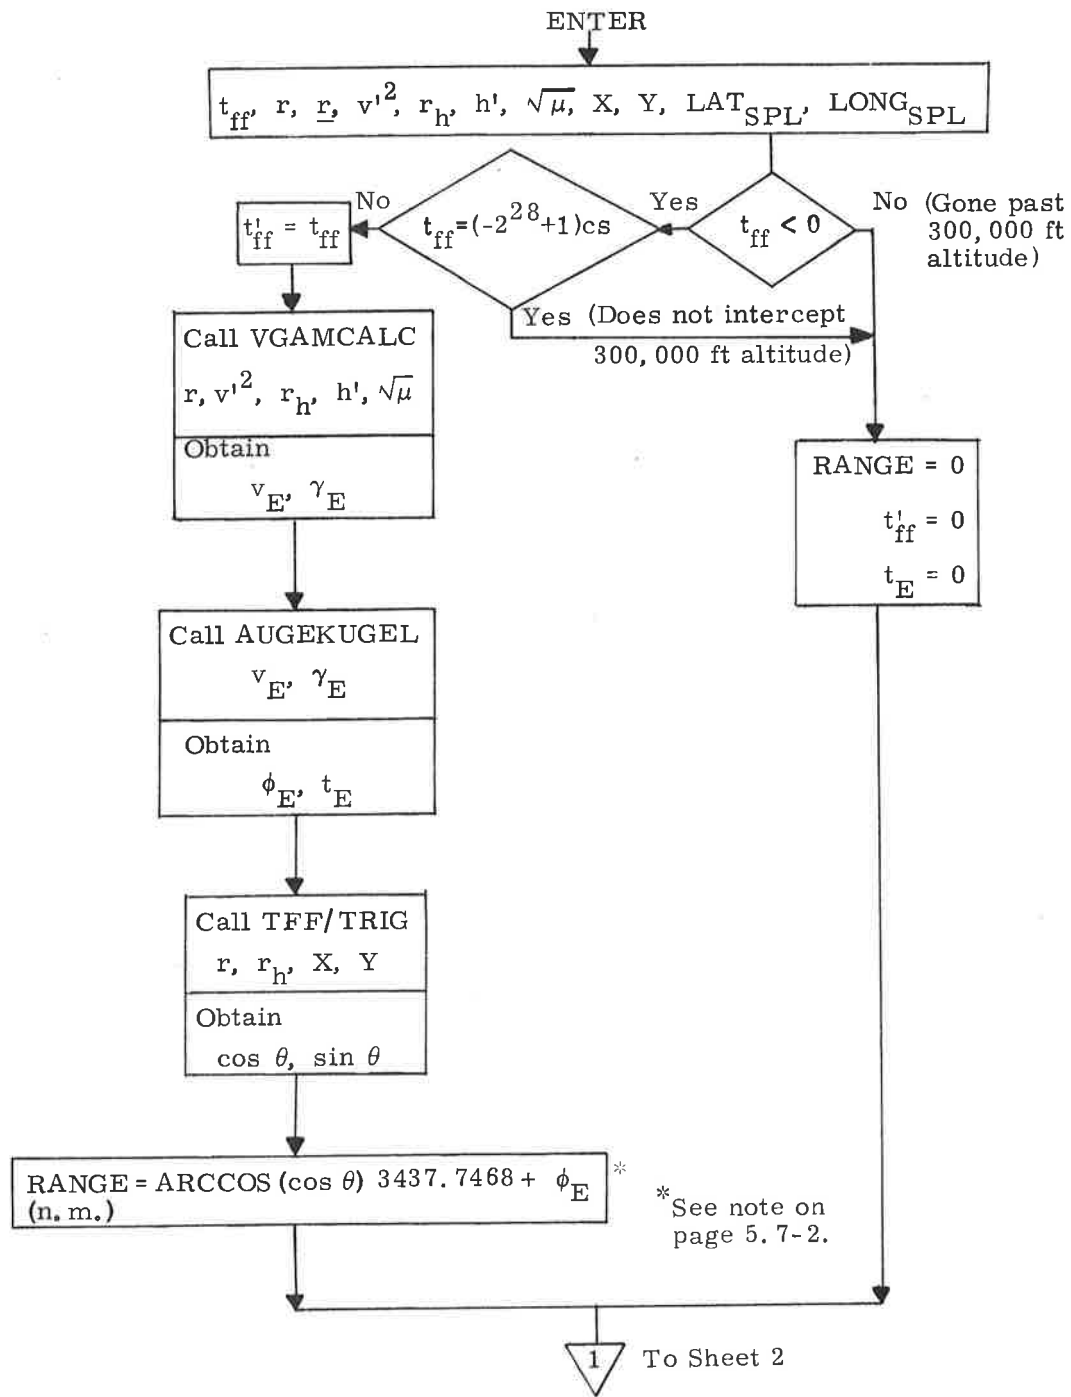 ENTER
t_ff, r, r, v'², r_h, h', √μ, X, Y, LAT_SPL, LONG_SPL
t_ff < 0
Yes
No (Gone past
300,000 ft
altitude)
t_ff = (-2²⁸+1)cs
No
Yes (Does not intercept
300,000 ft altitude)
t'_ff = t_ff
Call VGAMCALC
r, v'², r_h, h', √μ
Obtain
v_E, γ_E
RANGE = 0
t'_ff = 0
t_E = 0
Call AUGEKUGEL
v_E, γ_E
Obtain
ϕ_E, t_E
Call TFF/TRIG
r, r_h, X, Y
Obtain
cos θ, sin θ
RANGE = ARCCOS (cos θ) 3437.7468 + ϕ_E *
(n. m.)
*See note on
page 5.7-2.
1
To Sheet 2